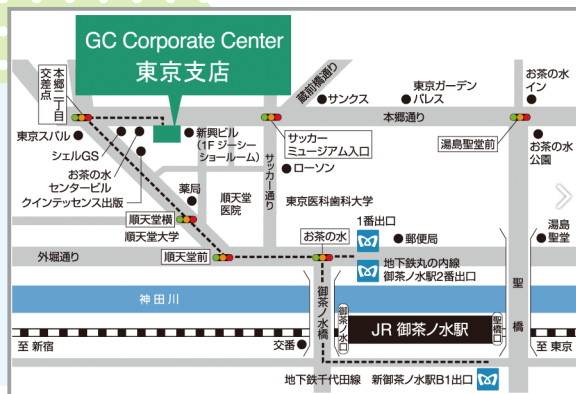 GC Corporate Center
東京支店
本郷二丁目
交差点
蔵前橋通り
サンクス
東京ガーデン
パレス
お茶の水
イン
東京スバル
シェルGS
お茶の水
センタービル
クインテッセンス出版
新興ビル
(1F ジーシー
ショールーム)
サッカー
ミュージアム入口
本郷通り
湯島聖堂前
お茶の水
公園
ローソン
サッカー通り
薬局
順天堂
医院
東京医科歯科大学
順天堂横
順天堂大学
順天堂前
お茶の水
1番出口
郵便局
湯島
聖堂
外堀通り
地下鉄丸の内線
御茶ノ水駅2番出口
神田川
御茶ノ水橋
聖橋
御茶ノ水口
JR 御茶ノ水駅
聖橋口
至 新宿
交番
至 東京
地下鉄千代田線 新御茶ノ水駅B1出口